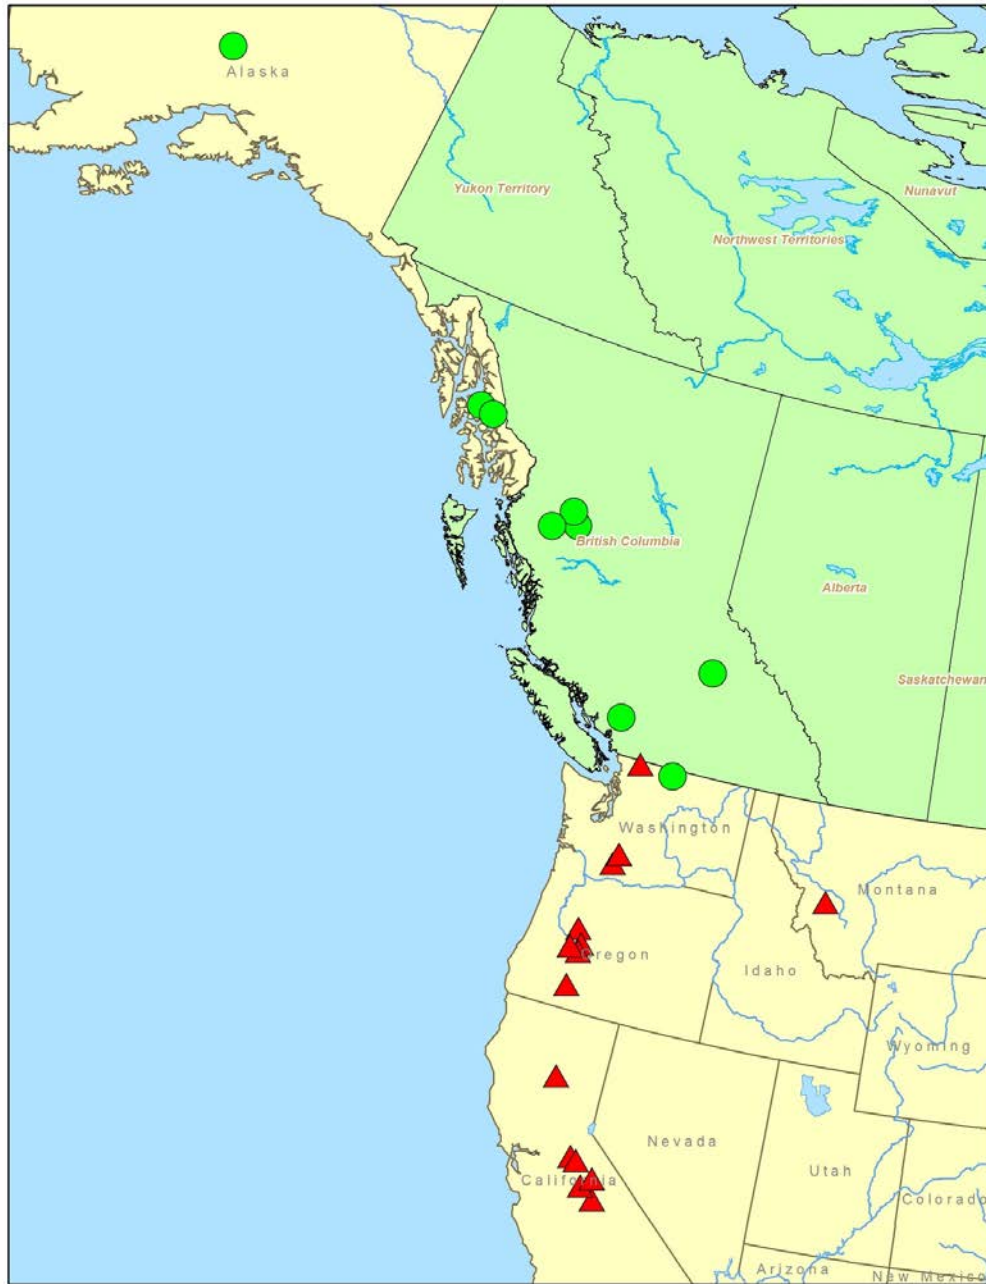 Alaska
Yukon Territory
Nunavut
Northwest Territories
British Columbia
Alberta
Saskatchewan
Washington
Montana
Oregon
Idaho
Wyoming
Nevada
Utah
California
Colorado
Arizona
New Mexico